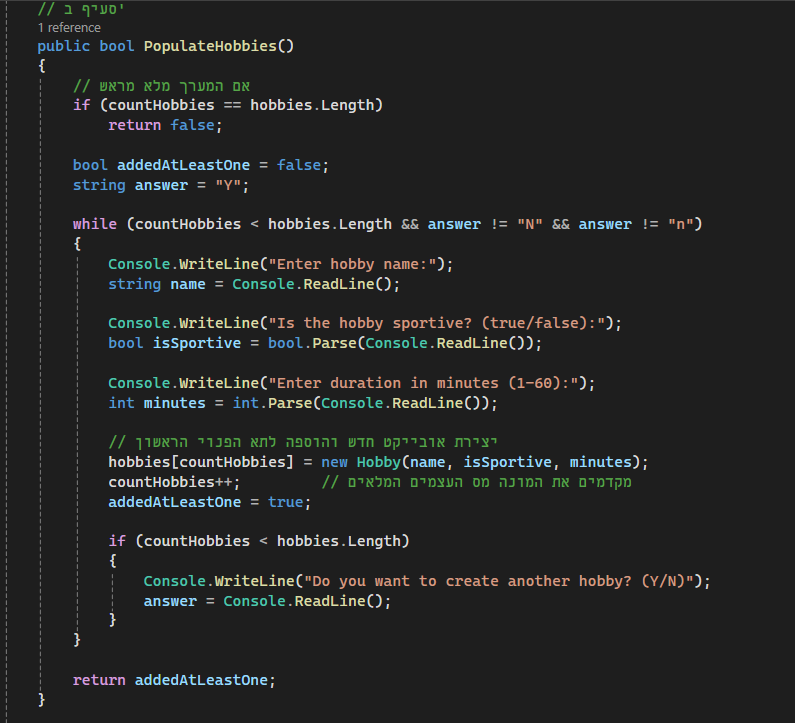 // סעיף ב'
1 reference
public bool PopulateHobbies()
{
// אם המערך מלא מראש
if (countHobbies == hobbies.Length)
return false;
bool addedAtLeastOne = false;
string answer = "Y";
while (countHobbies < hobbies.Length && answer != "N" && answer != "n")
{
Console.WriteLine("Enter hobby name:");
string name = Console.ReadLine();
Console.WriteLine("Is the hobby sportive? (true/false):");
bool isSportive = bool.Parse(Console.ReadLine());
Console.WriteLine("Enter duration in minutes (1-60):");
int minutes = int.Parse(Console.ReadLine());
// יצירת אובייקט חדש והוספה לתא הפנוי הראשון
hobbies[countHobbies] = new Hobby(name, isSportive, minutes);
countHobbies++; // מקדמים את המונה מס העצמים המלאים
addedAtLeastOne = true;
if (countHobbies < hobbies.Length)
{
Console.WriteLine("Do you want to create another hobby? (Y/N)");
answer = Console.ReadLine();
}
}
return addedAtLeastOne;
}